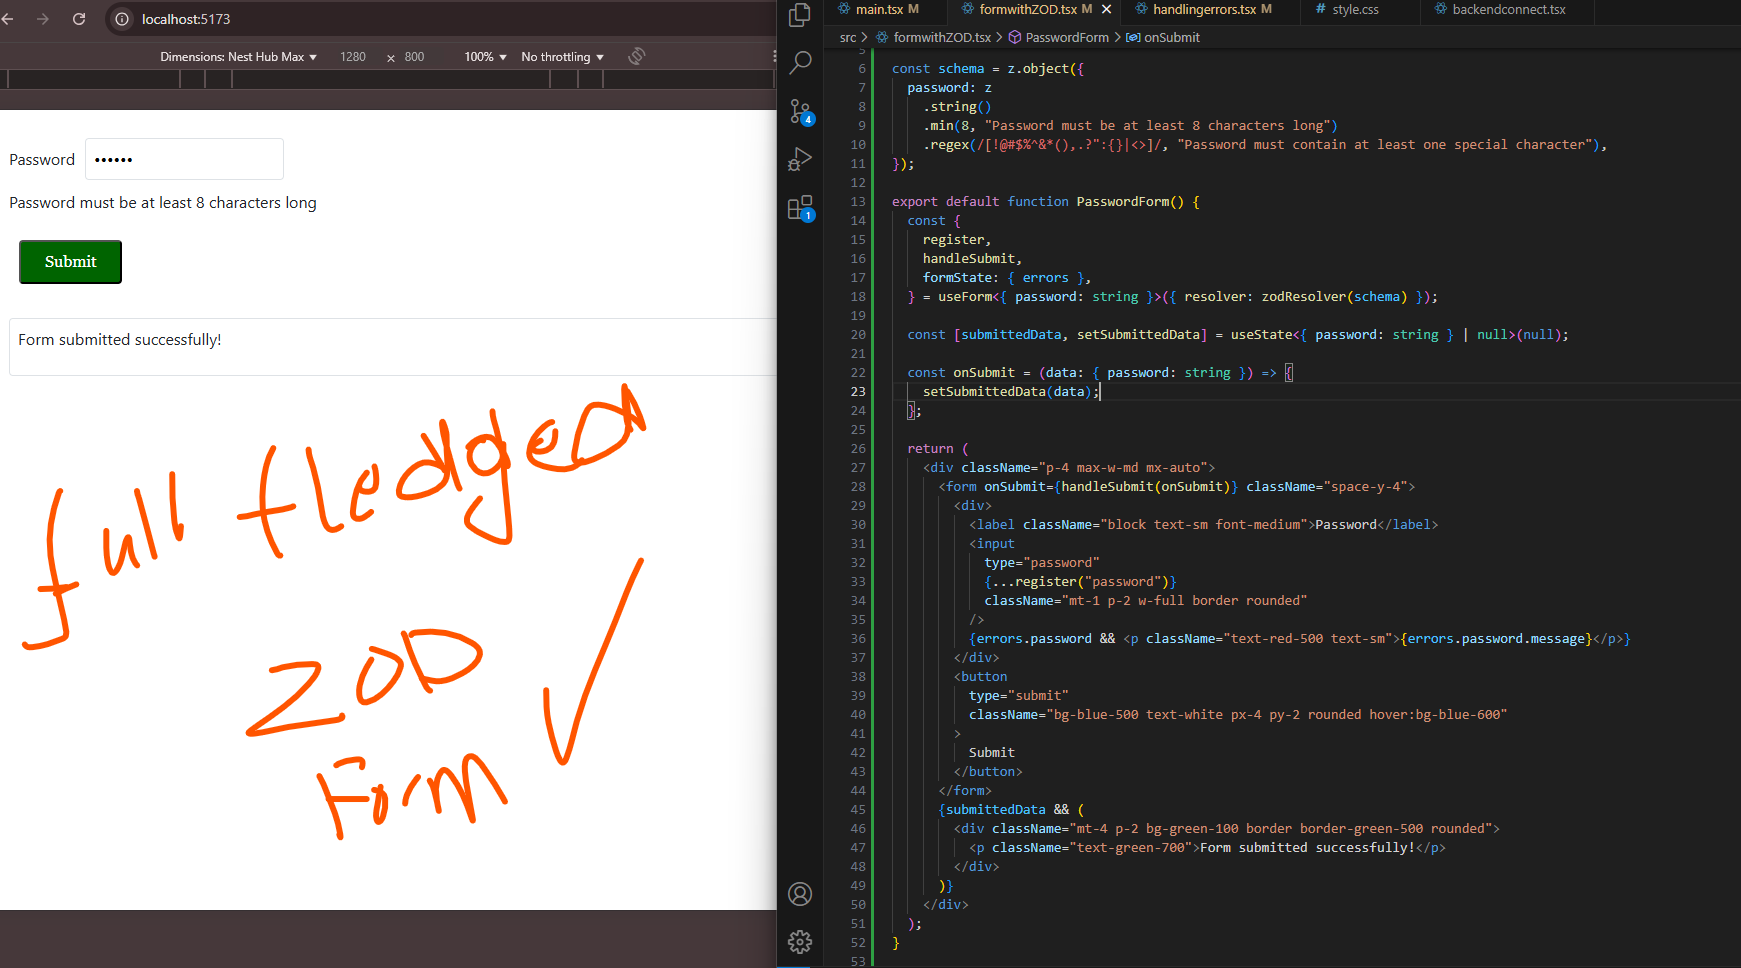 localhost:5173
Dimensions: Nest Hub Max ▼ 1280 × 800 100% ▼ No throttling ▼
Password ••••••
Password must be at least 8 characters long
Submit
Form submitted successfully!
full fledged
ZOD
Form
4
1
main.tsx M formwithZOD.tsx M × handlingerrors.tsx M # style.css backendconnect.tsx
src > formwithZOD.tsx > PasswordForm > onSubmit
5
6 const schema = z.object({
7 password: z
8 .string()
9 .min(8, "Password must be at least 8 characters long")
10 .regex(/[!@#$%^&*(),.?":{}|<>]/, "Password must contain at least one special character"),
11 });
12
13 export default function PasswordForm() {
14 const {
15 register,
16 handleSubmit,
17 formState: { errors },
18 } = useForm<{ password: string }>({ resolver: zodResolver(schema) });
19
20 const [submittedData, setSubmittedData] = useState<{ password: string } | null>(null);
21
22 const onSubmit = (data: { password: string }) => {
23 setSubmittedData(data);
24 };
25
26 return (
27 <div className="p-4 max-w-md mx-auto">
28 <form onSubmit={handleSubmit(onSubmit)} className="space-y-4">
29 <div>
30 <label className="block text-sm font-medium">Password</label>
31 <input
32 type="password"
33 {...register("password")}
34 className="mt-1 p-2 w-full border rounded"
35 />
36 {errors.password && <p className="text-red-500 text-sm">{errors.password.message}</p>}
37 </div>
38 <button
39 type="submit"
40 className="bg-blue-500 text-white px-4 py-2 rounded hover:bg-blue-600"
41 >
42 Submit
43 </button>
44 </form>
45 {submittedData && (
46 <div className="mt-4 p-2 bg-green-100 border border-green-500 rounded">
47 <p className="text-green-700">Form submitted successfully!</p>
48 </div>
49 )}
50 </div>
51 );
52 }
53